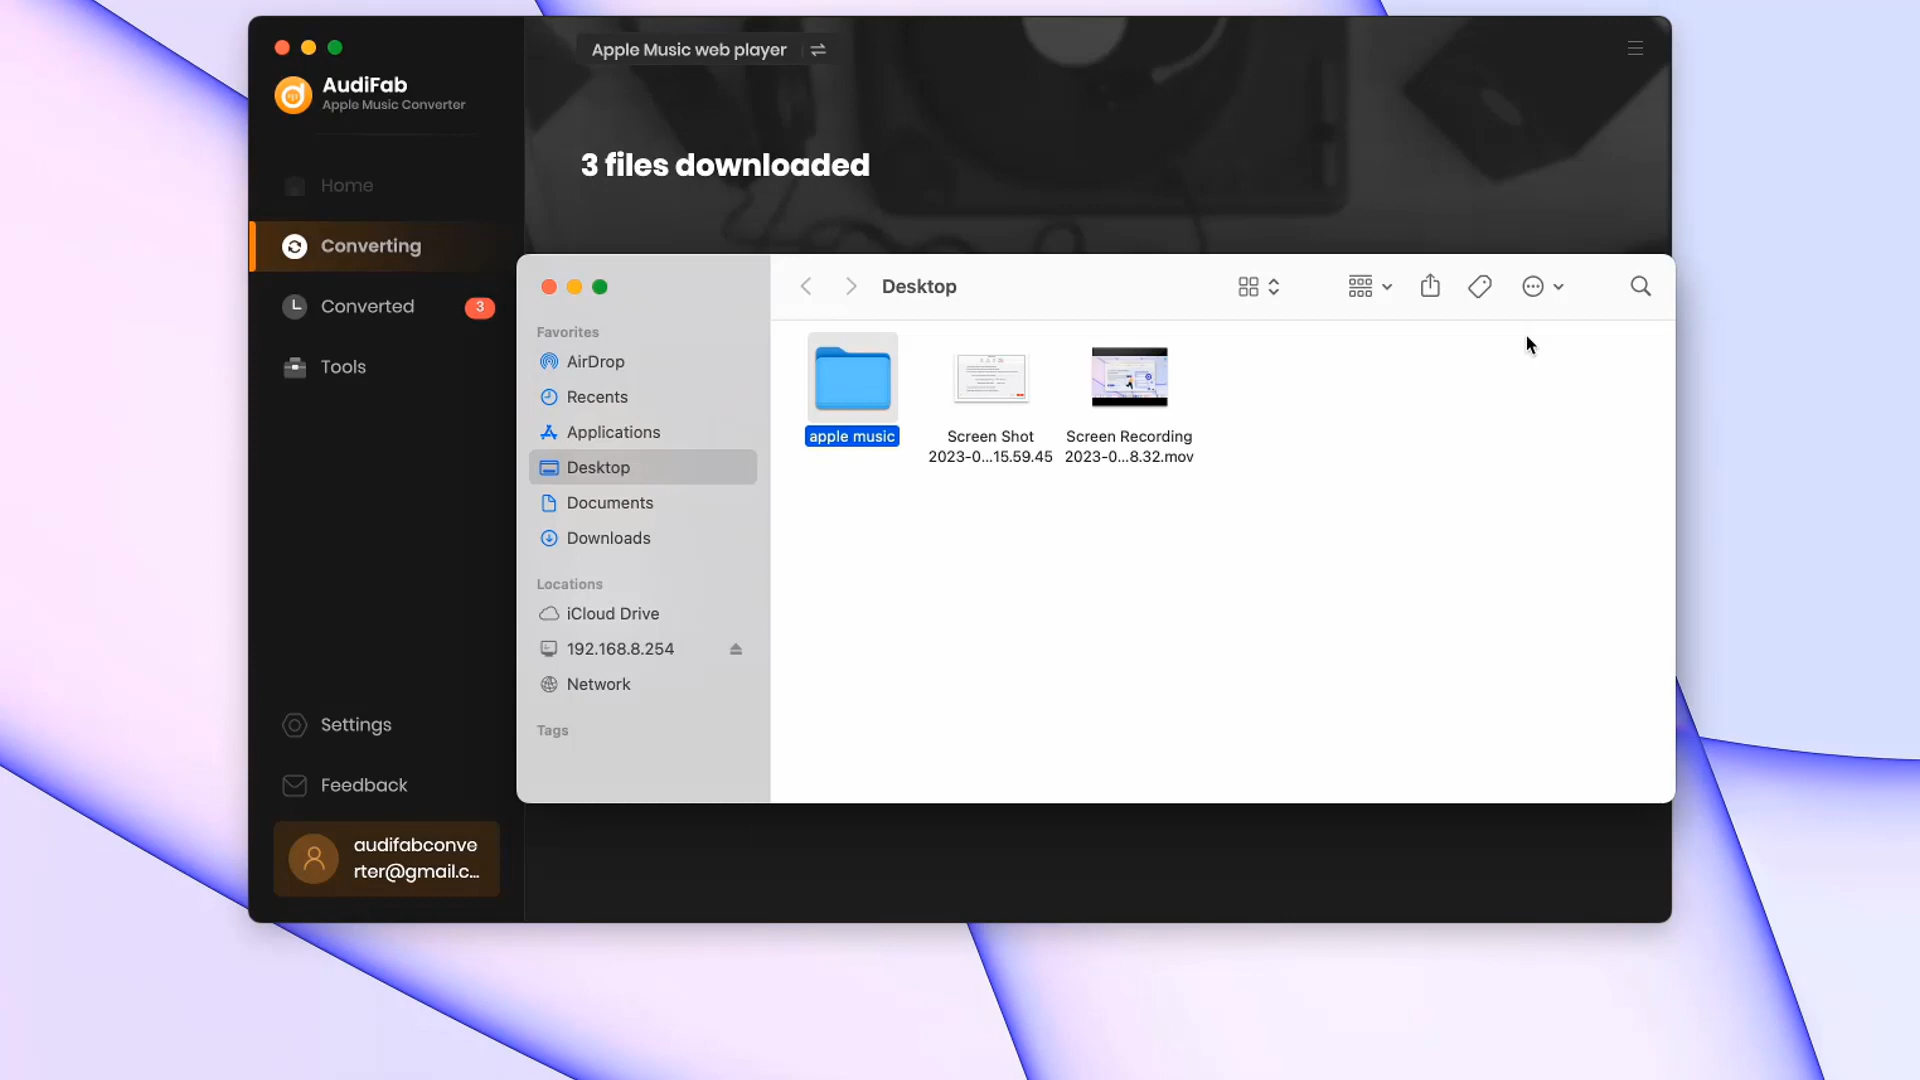 Apple Music web player
AudiFab
Apple Music Converter
3 files downloaded
Home
Converting
Converted
3
Tools
Settings
Feedback
audifabconve
rter@gmail.c...
Desktop
Favorites
AirDrop
Recents
Applications
Desktop
Documents
Downloads
Locations
iCloud Drive
192.168.8.254
Network
Tags
apple music
Screen Shot
2023-0...15.59.45
Screen Recording
2023-0...8.32.mov